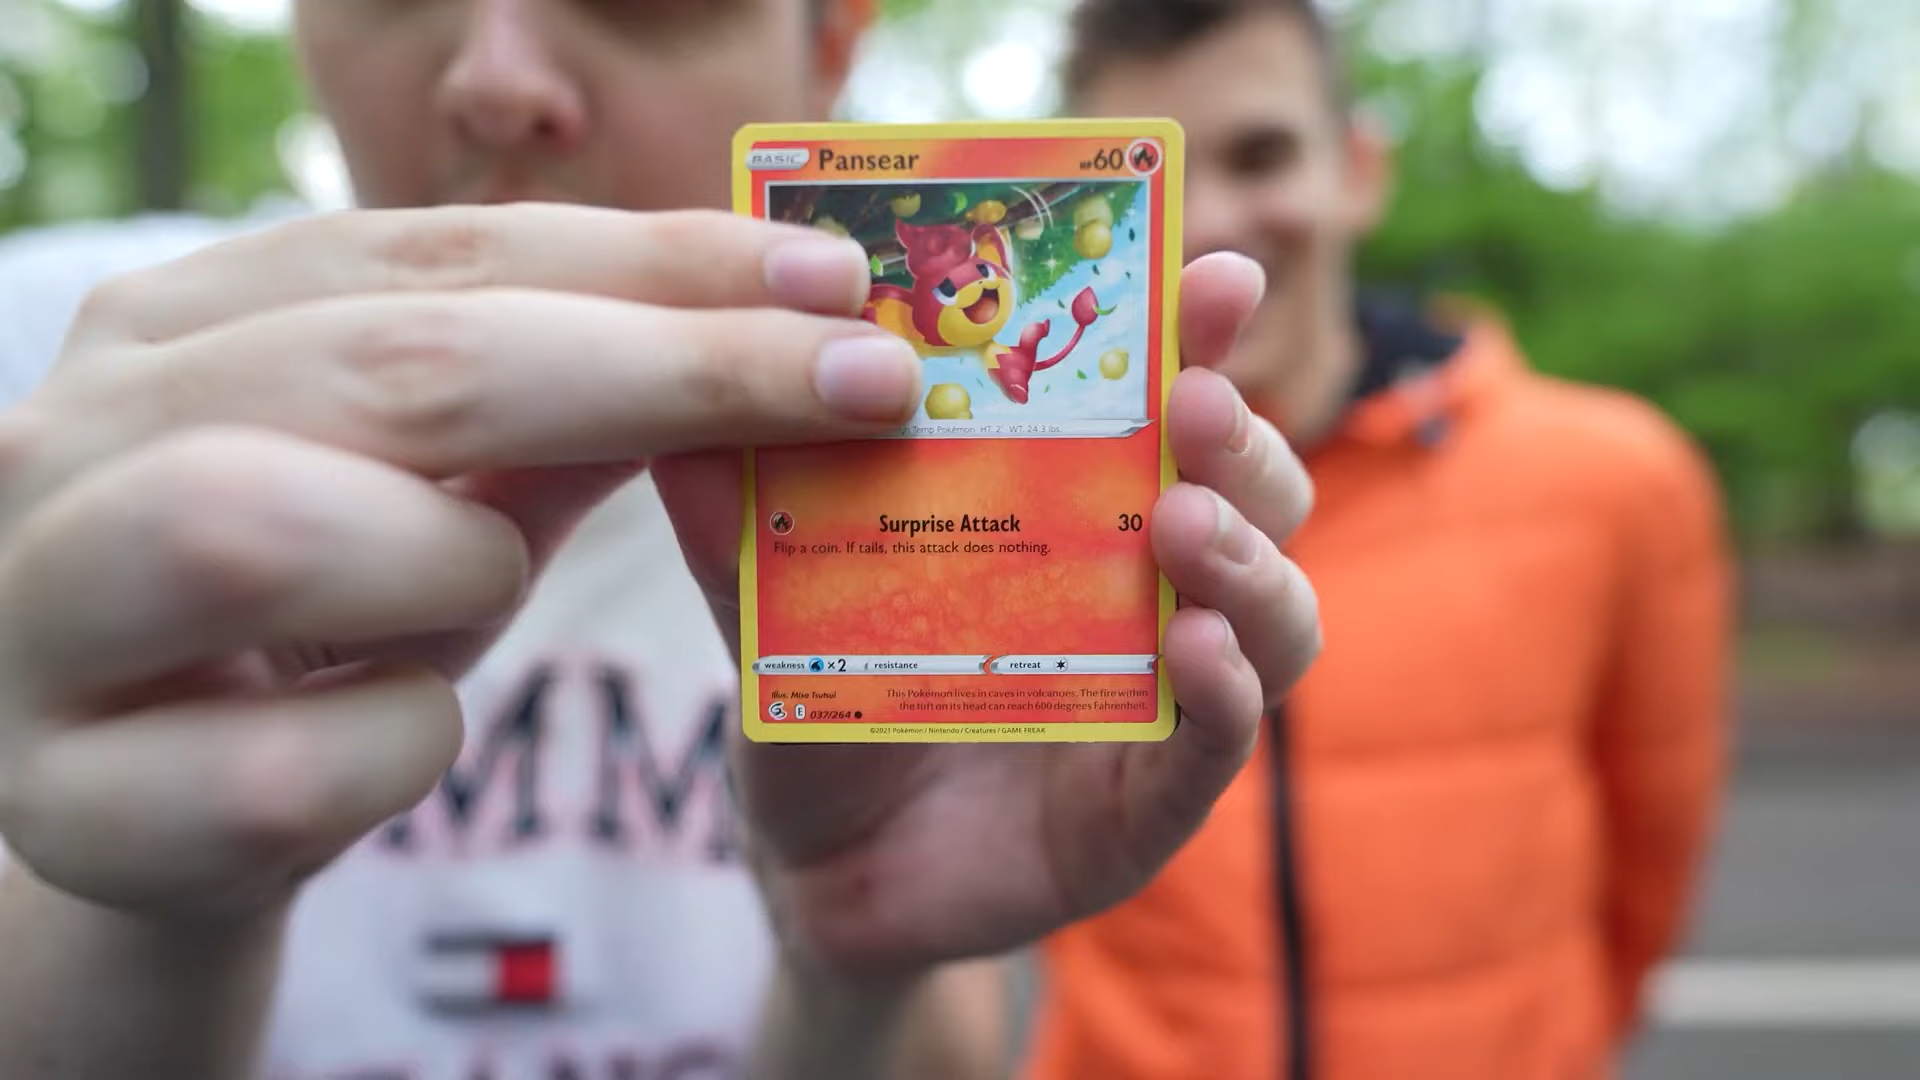 BASIC Pansear HP60
Temp Pokémon HT: 2' WT: 24.3 lbs.
Surprise Attack 30
Flip a coin. If tails, this attack does nothing.
weakness ×2 resistance retreat
Illus. Misa Tsutsui
This Pokémon lives in caves in volcanoes. The fire within
the tuft on its head can reach 600 degrees Fahrenheit.
E 037/264
©2021 Pokémon / Nintendo / Creatures / GAME FREAK
MM